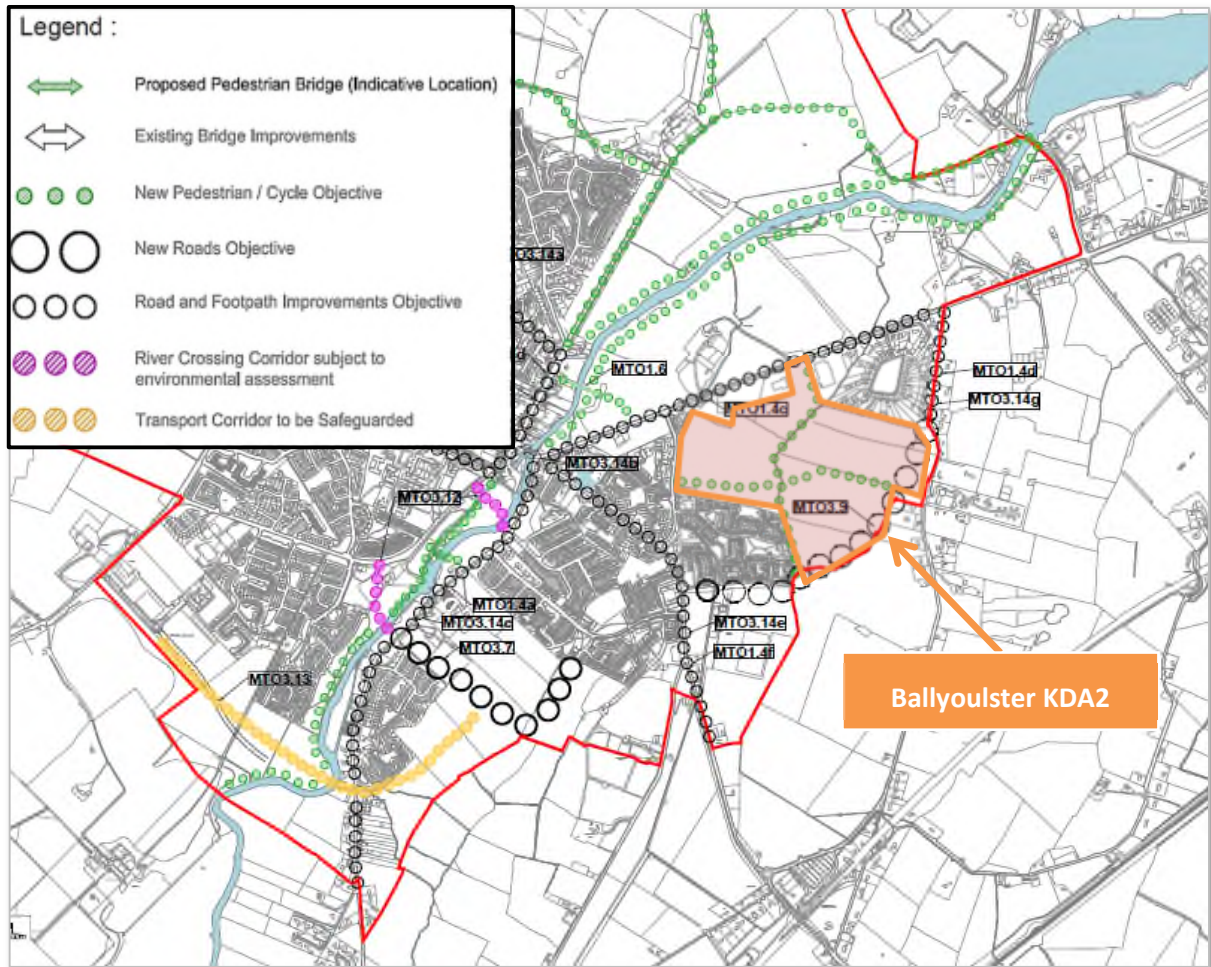 Legend :
Proposed Pedestrian Bridge (Indicative Location)
Existing Bridge Improvements
New Pedestrian / Cycle Objective
New Roads Objective
Road and Footpath Improvements Objective
River Crossing Corridor subject to
environmental assessment
Transport Corridor to be Safeguarded
MTO1.6
MTO1.4d
MTO3.14g
MTO1.4c
MTO3.14b
MTO3.12
MTO3.9
MTO1.4a
MTO3.14c
MTO3.7
MTO3.14e
MTO1.4f
MTO3.13
Ballyoulster KDA2